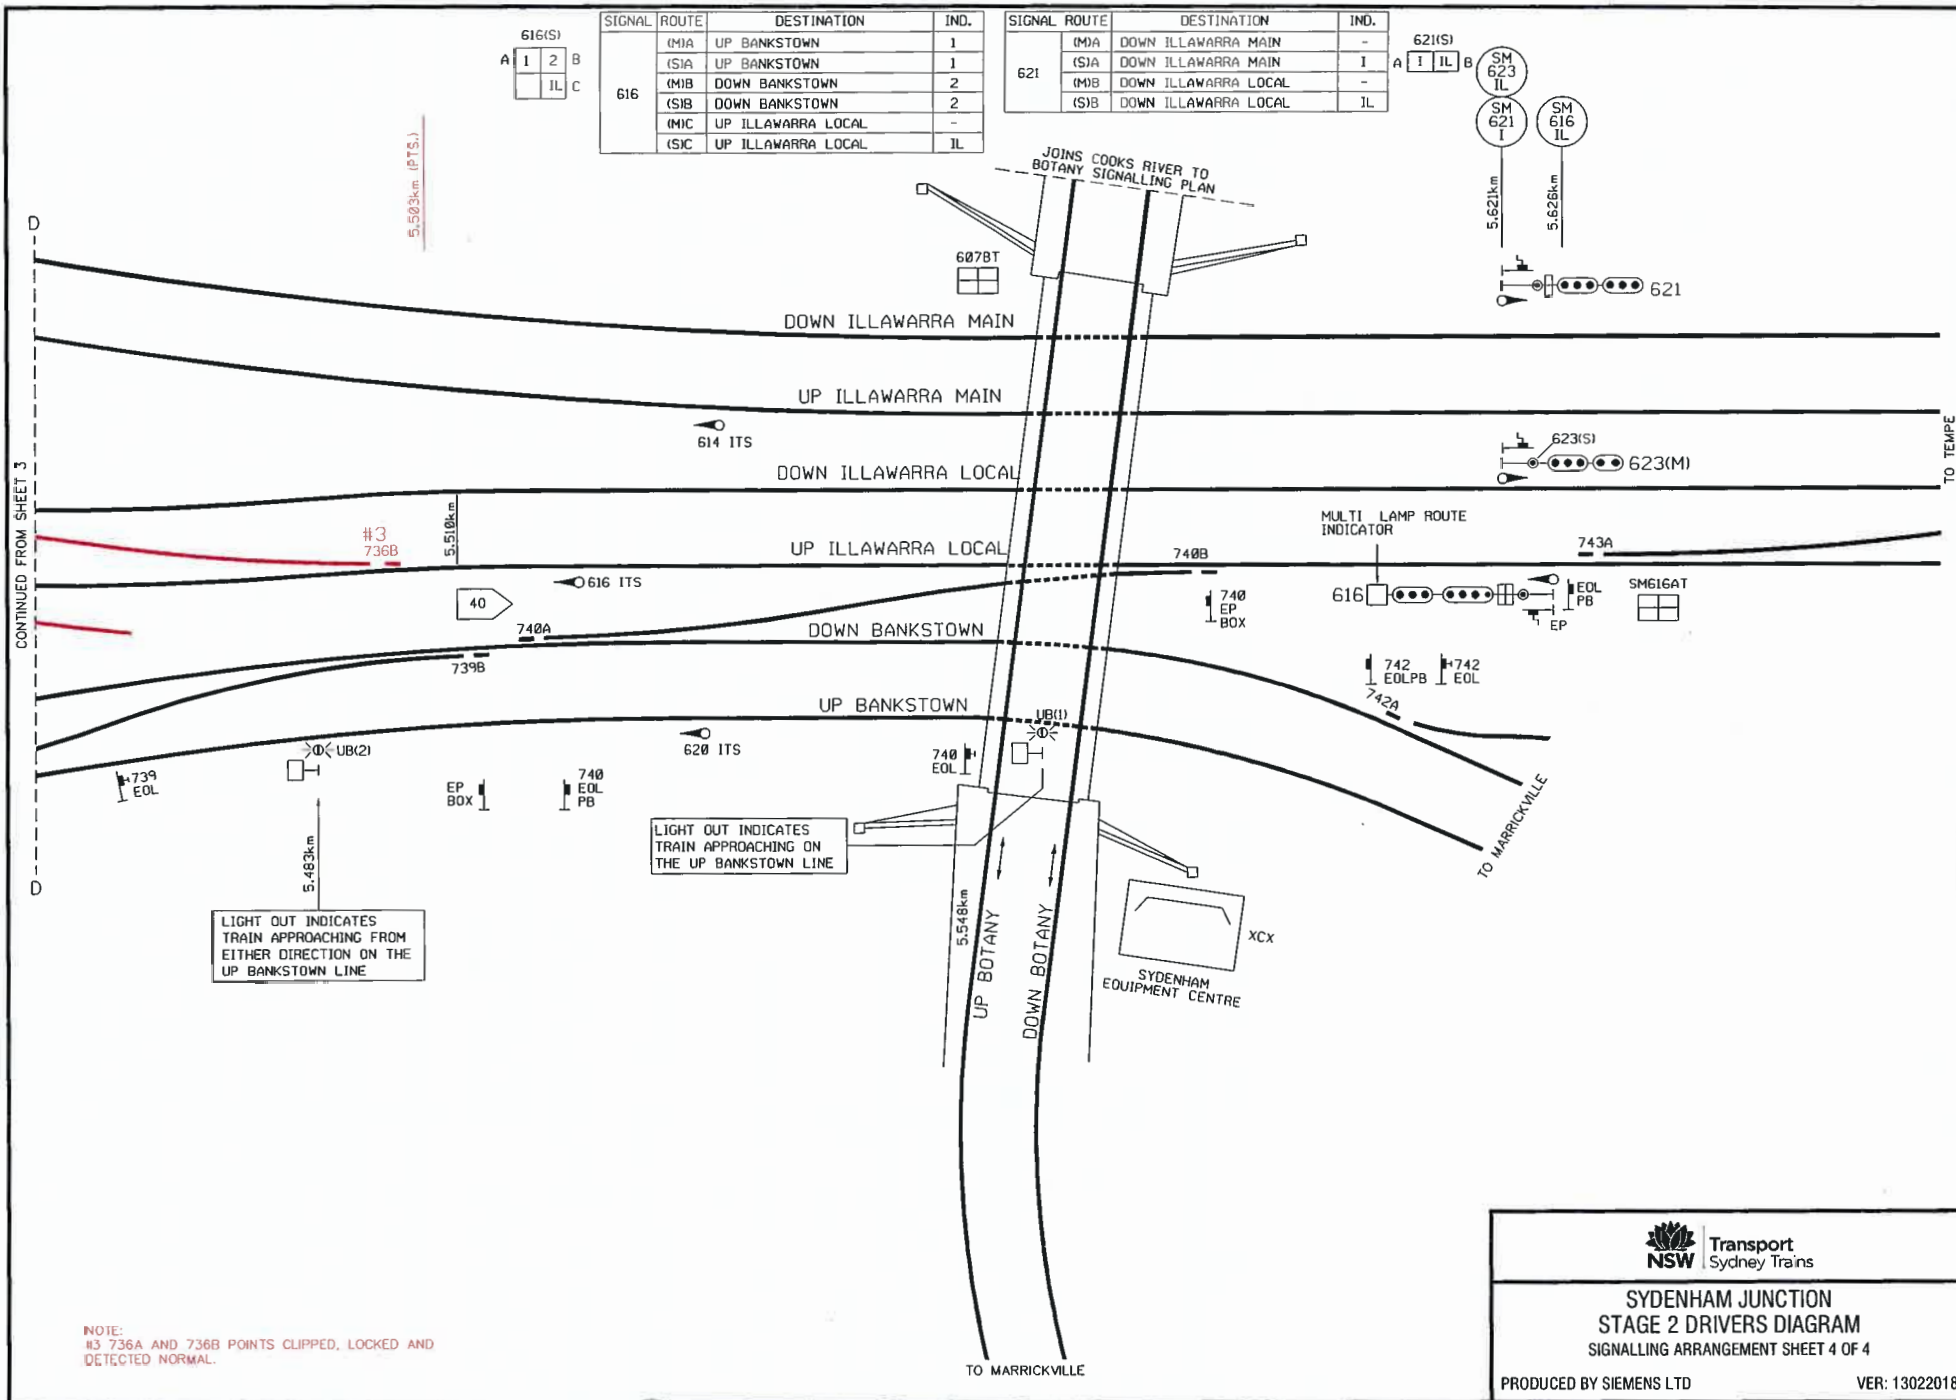 616(S)
A 1 2 B
IL C
SIGNAL ROUTE DESTINATION IND.
616
(M)A UP BANKSTOWN 1
(S)A UP BANKSTOWN 1
(M)B DOWN BANKSTOWN 2
(S)B DOWN BANKSTOWN 2
(M)C UP ILLAWARRA LOCAL -
(S)C UP ILLAWARRA LOCAL IL
SIGNAL ROUTE DESTINATION IND.
621
(M)A DOWN ILLAWARRA MAIN -
(S)A DOWN ILLAWARRA MAIN I
(M)B DOWN ILLAWARRA LOCAL -
(S)B DOWN ILLAWARRA LOCAL IL
621(S)
A I IL B
SM
623
IL
SM
621
I
SM
616
IL
5.621km
5.626km
5.503km (PTS.)
JOINS COOKS RIVER TO
BOTANY SIGNALLING PLAN
D
607BT
621
DOWN ILLAWARRA MAIN
UP ILLAWARRA MAIN
614 ITS
TO TEMPE
623(S)
623(M)
CONTINUED FROM SHEET 3
DOWN ILLAWARRA LOCAL
5.510km
#3
736B
MULTI LAMP ROUTE
INDICATOR
UP ILLAWARRA LOCAL
740B
743A
616 ITS
40
740
EP
BOX
616
EP
EOL
PB
SM616AT
740A
DOWN BANKSTOWN
739B
742
EOLPB
742
EOL
742A
UP BANKSTOWN
UB(1)
UB(2)
620 ITS
740
EOL
739
EOL
EP
BOX
740
EOL
PB
TO MARRICKVILLE
5.483km
LIGHT OUT INDICATES
TRAIN APPROACHING ON
THE UP BANKSTOWN LINE
D
LIGHT OUT INDICATES
TRAIN APPROACHING FROM
EITHER DIRECTION ON THE
UP BANKSTOWN LINE
5.548km
UP BOTANY
DOWN BOTANY
XCX
SYDENHAM
EQUIPMENT CENTRE
NOTE:
#3 736A AND 736B POINTS CLIPPED, LOCKED AND
DETECTED NORMAL.
TO MARRICKVILLE
NSW
Transport
Sydney Trains
SYDENHAM JUNCTION
STAGE 2 DRIVERS DIAGRAM
SIGNALLING ARRANGEMENT SHEET 4 OF 4
PRODUCED BY SIEMENS LTD
VER: